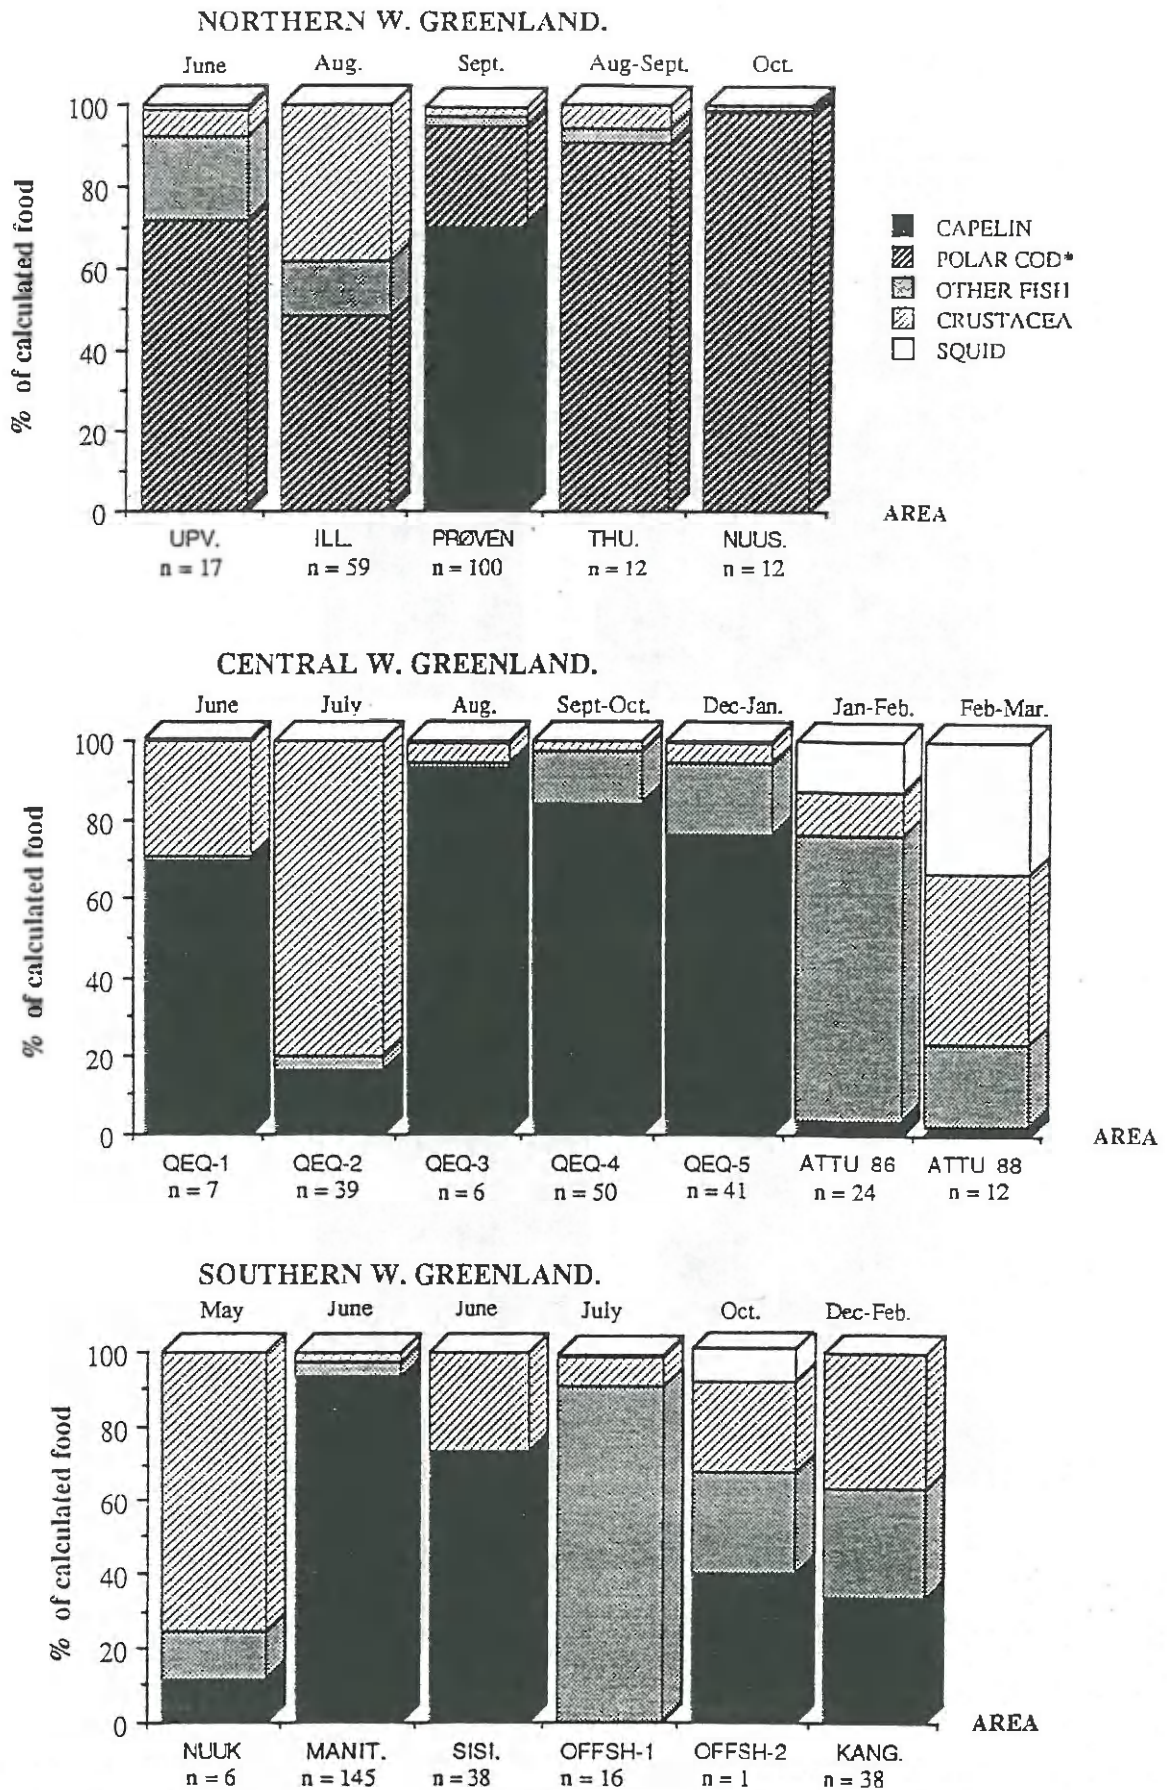 NORTHERN W. GREENLAND.
June Aug. Sept. Aug-Sept. Oct.
% of calculated food
100
80
60
40
20
0
CAPELIN
POLAR COD*
OTHER FISH
CRUSTACEA
SQUID
AREA
UPV. ILL. PRØVEN THU. NUUS.
n = 17 n = 59 n = 100 n = 12 n = 12
CENTRAL W. GREENLAND.
June July Aug. Sept-Oct. Dec-Jan. Jan-Feb. Feb-Mar.
% of calculated food
100
80
60
40
20
0
AREA
QEQ-1 QEQ-2 QEQ-3 QEQ-4 QEQ-5 ATTU 86 ATTU 88
n = 7 n = 39 n = 6 n = 50 n = 41 n = 24 n = 12
SOUTHERN W. GREENLAND.
May June June July Oct. Dec-Feb.
% of calculated food
100
80
60
40
20
0
AREA
NUUK MANIT. SISI. OFFSH-1 OFFSH-2 KANG.
n = 6 n = 145 n = 38 n = 16 n = 1 n = 38